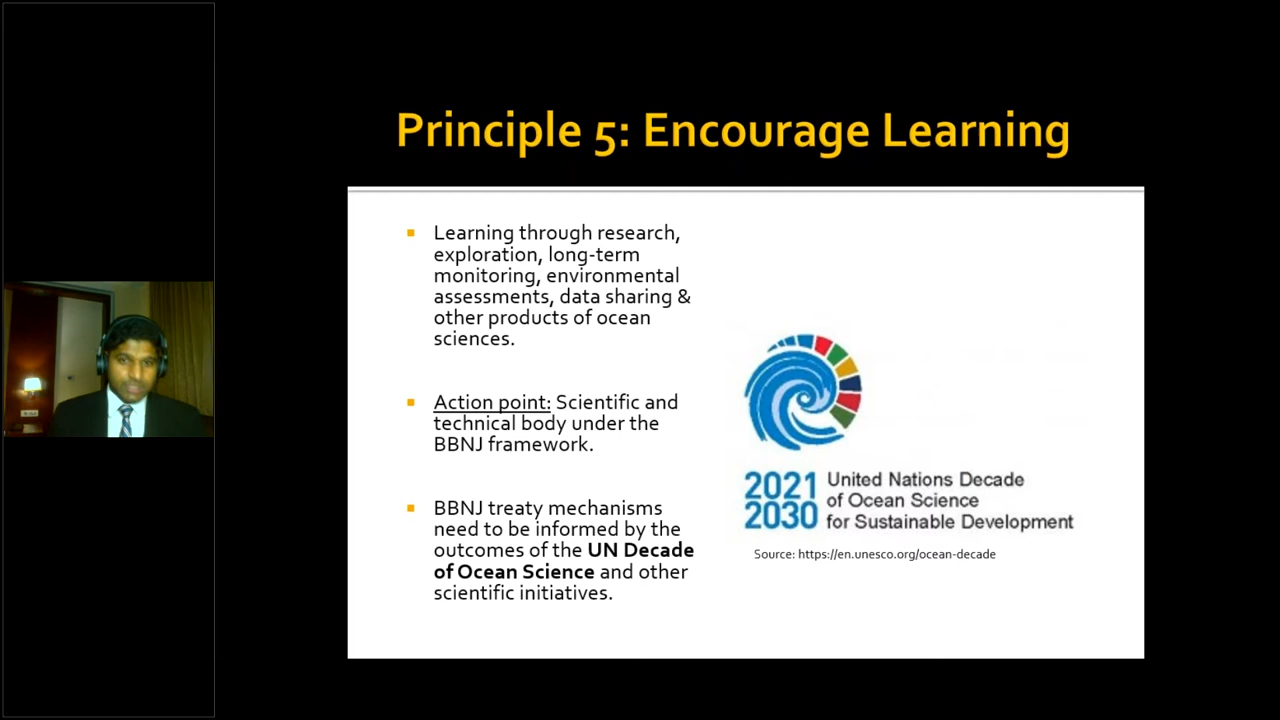 Principle 5: Encourage Learning
Learning through research,
exploration, long-term
monitoring, environmental
assessments, data sharing &
other products of ocean
sciences.
Action point: Scientific and
technical body under the
BBNJ framework.
BBNJ treaty mechanisms
need to be informed by the
outcomes of the UN Decade
of Ocean Science and other
scientific initiatives.
2021 United Nations Decade
2030 of Ocean Science
for Sustainable Development
Source: https://en.unesco.org/ocean-decade